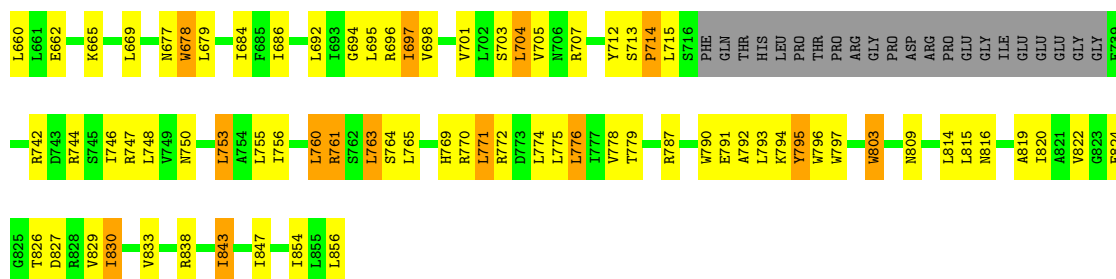 L660 L661 E662 K665 L669 N677 W678 L679 I684 F685 I686 L692 I693 G694 L695 R696 I697 V698 V701 L702 S703 L704 V705 N706 R707 Y712 S713 P714 L715 S716 PHE GLN THR HIS LEU PRO THR PRO ARG GLY PRO ASP ARG PRO GLU GLY ILE GLU GLU GLU GLY GLY E739
R742 D743 R744 S745 I746 R747 L748 V749 N750 L753 A754 L755 I756 L760 R761 S762 L763 S764 L765 H769 R770 L771 R772 D773 L774 L775 L776 I777 V778 T779 R787 W790 E791 A792 L793 K794 Y795 W796 W797 W803 N809 L814 L815 N816 A819 I820 A821 V822 G823 E824
G825 T826 D827 R828 V829 I830 V833 R838 I843 I847 I854 L855 L856